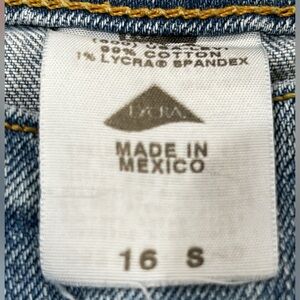 99% COTTON
1% LYCRA® SPANDEX
LYCRA.
MADE IN
MEXICO
16 S